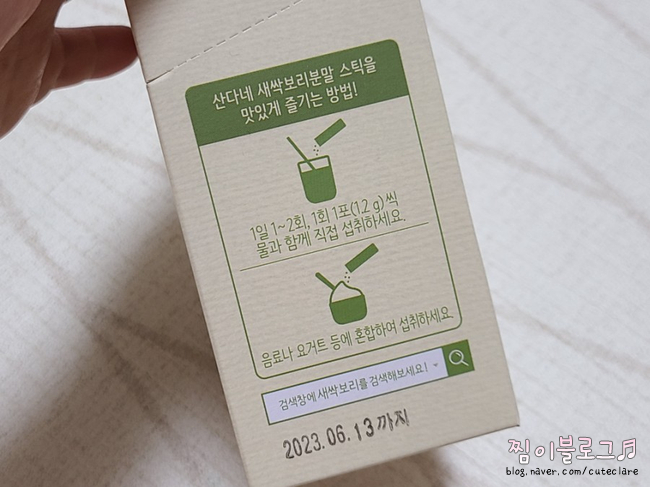 산다네 새싹보리분말 스틱을
맛있게 즐기는 방법!
1일 1~2회, 1회 1포(1.2 g)씩
물과 함께 직접 섭취하세요.
음료나 요거트 등에 혼합하여 섭취하세요.
검색창에 새싹보리를 검색해보세요!
2023.06.13까지
찜이블로그♬
blog.naver.com/cuteclare